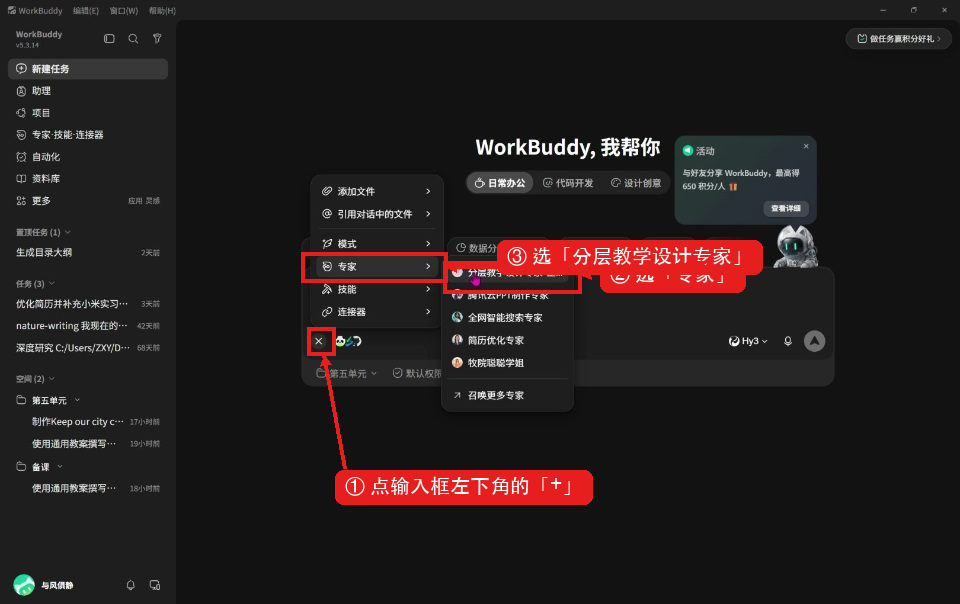 WorkBuddy 编辑(E) 窗口(W) 帮助(H)
WorkBuddy
v5.3.14
新建任务
助理
项目
专家·技能·连接器
自动化
资料库
更多 应用 灵感
置顶任务 (1)
生成目录大纲 2天前
任务 (3)
优化简历并补充小米实习··· 3天前
nature-writing 我现在的··· 42天前
深度研究 C:/Users/ZXY/D··· 68天前
空间 (2)
第五单元
制作Keep our city c··· 17小时前
使用通用教案撰写··· 19小时前
备课
使用通用教案撰写··· 18小时前
与风俱静
做任务赢积分好礼
WorkBuddy, 我帮你
日常办公 代码开发 设计创意
活动
与好友分享 WorkBuddy，最高得
650 积分/人
查看详细
添加文件
引用对话中的文件
模式
专家
技能
连接器
数据分
③ 选「分层教学设计专家」
② 选「专家」
分层教学设计专家
腾讯云PPT制作专家
全网智能搜索专家
简历优化专家
牧院聪聪学姐
召唤更多专家
Hy3
第五单元 默认权限
① 点输入框左下角的「+」